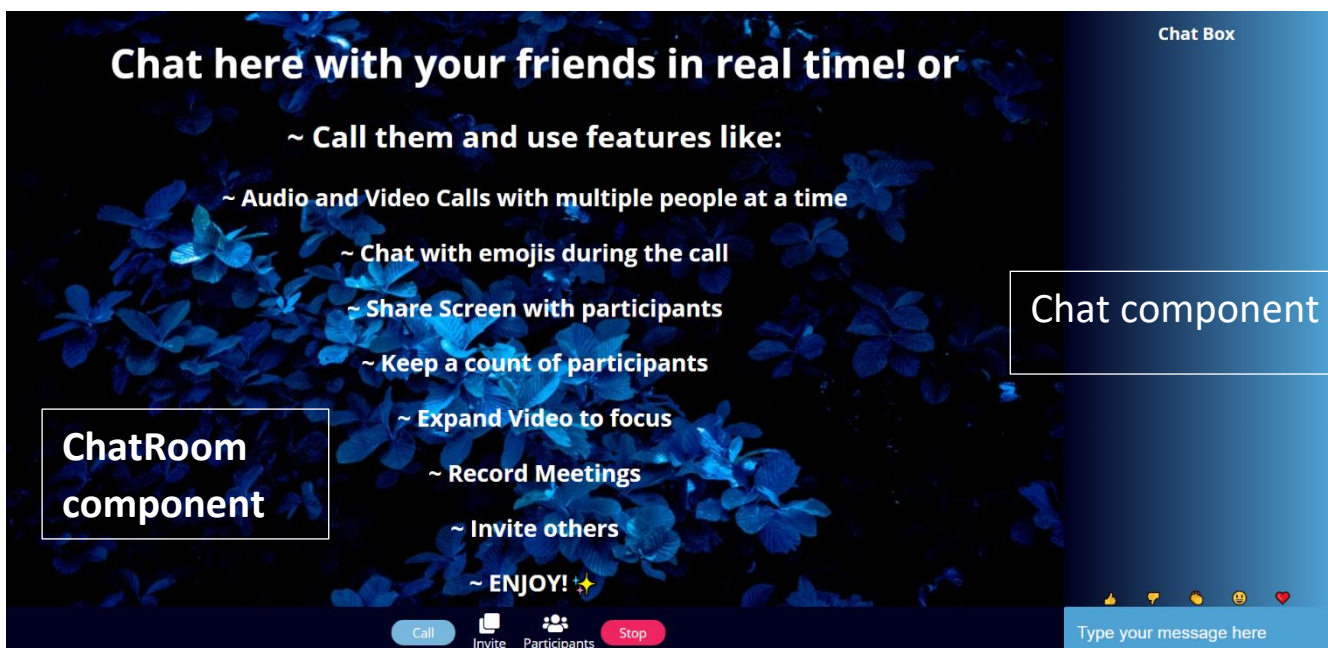 Chat here with your friends in real time! or
~ Call them and use features like:
~ Audio and Video Calls with multiple people at a time
~ Chat with emojis during the call
~ Share Screen with participants
~ Keep a count of participants
~ Expand Video to focus
~ Record Meetings
~ Invite others
~ ENJOY!✨
ChatRoom
component
Call
Invite
Participants
Stop
Chat Box
Chat component
👍 👎 👏 😀 ❤️
Type your message here